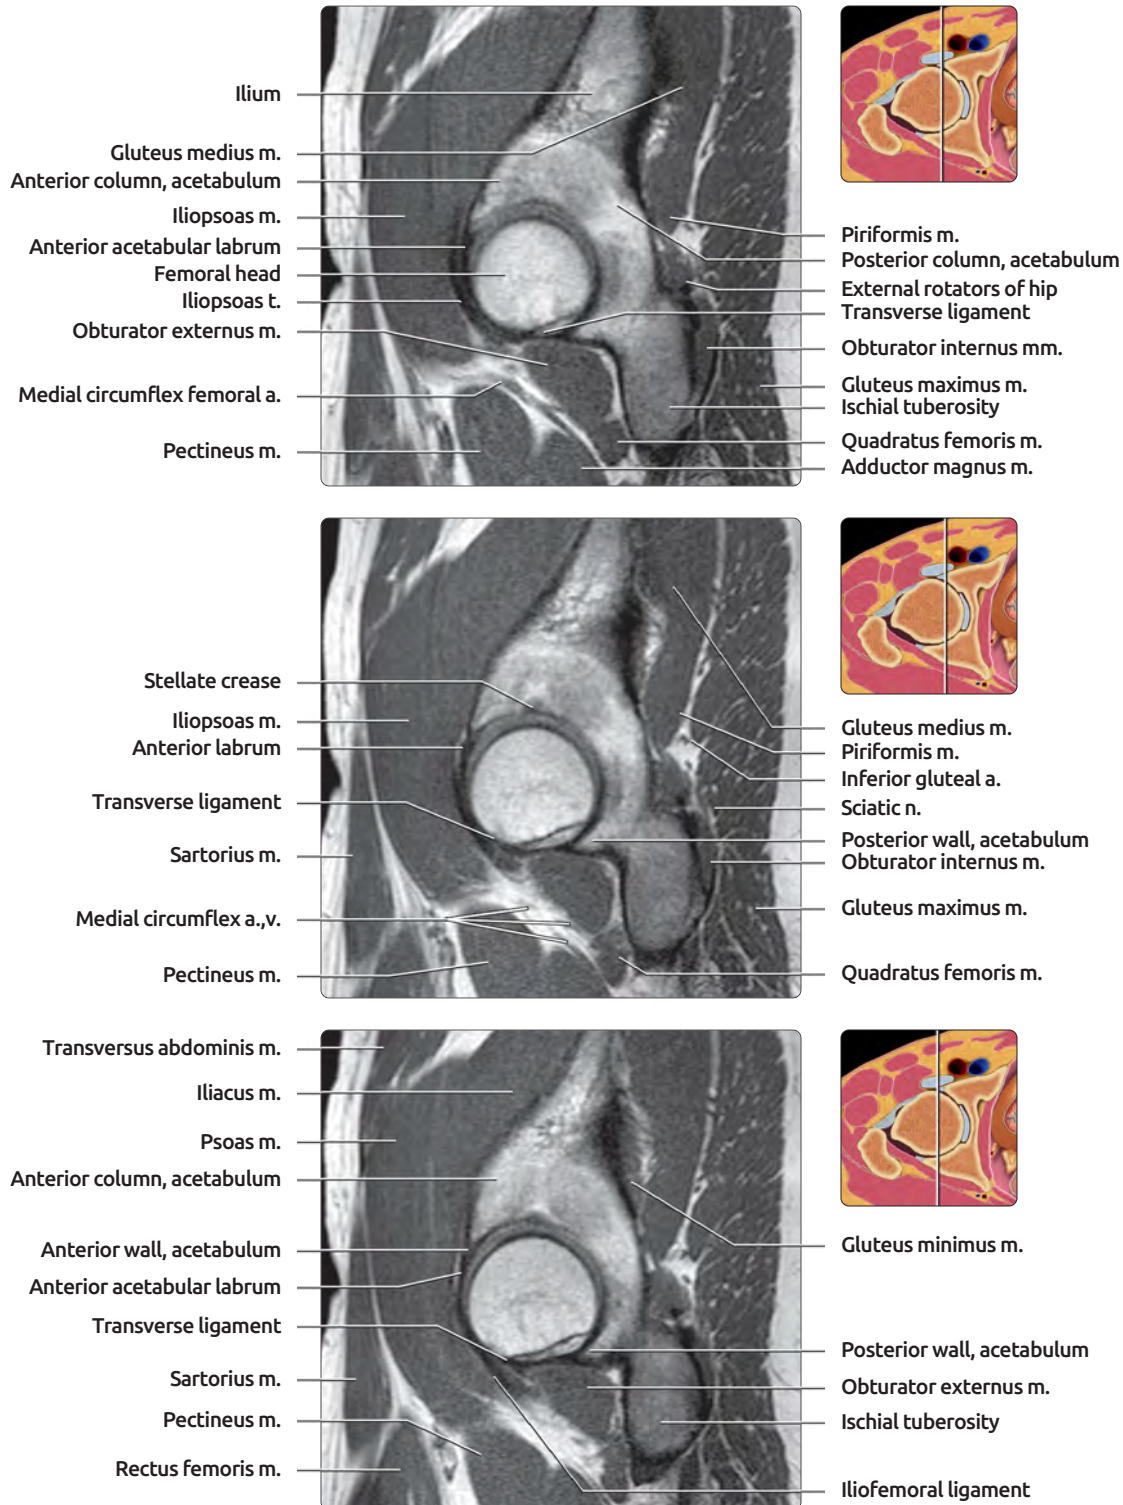 Ilium
Gluteus medius m.
Anterior column, acetabulum
Iliopsoas m.
Anterior acetabular labrum
Femoral head
Iliopsoas t.
Obturator externus m.
Medial circumflex femoral a.
Pectineus m.
Piriformis m.
Posterior column, acetabulum
External rotators of hip
Transverse ligament
Obturator internus mm.
Gluteus maximus m.
Ischial tuberosity
Quadratus femoris m.
Adductor magnus m.
Stellate crease
Iliopsoas m.
Anterior labrum
Transverse ligament
Sartorius m.
Medial circumflex a.,v.
Pectineus m.
Gluteus medius m.
Piriformis m.
Inferior gluteal a.
Sciatic n.
Posterior wall, acetabulum
Obturator internus m.
Gluteus maximus m.
Quadratus femoris m.
Transversus abdominis m.
Iliacus m.
Psoas m.
Anterior column, acetabulum
Anterior wall, acetabulum
Anterior acetabular labrum
Transverse ligament
Sartorius m.
Pectineus m.
Rectus femoris m.
Gluteus minimus m.
Posterior wall, acetabulum
Obturator externus m.
Ischial tuberosity
Iliofemoral ligament